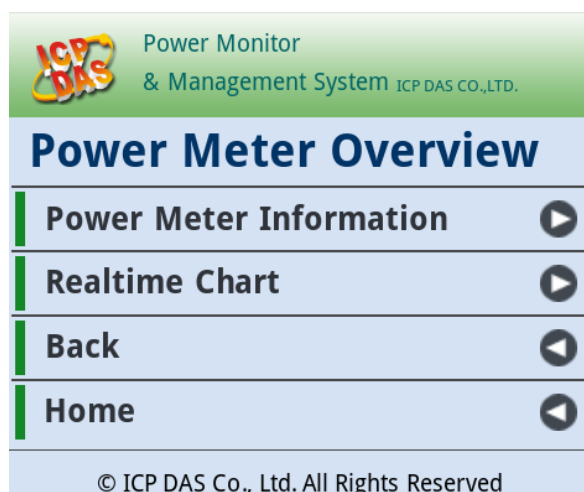 ICP
DAS
Power Monitor
& Management System ICP DAS CO.,LTD.
Power Meter Overview
Power Meter Information
Realtime Chart
Back
Home
© ICP DAS Co., Ltd. All Rights Reserved